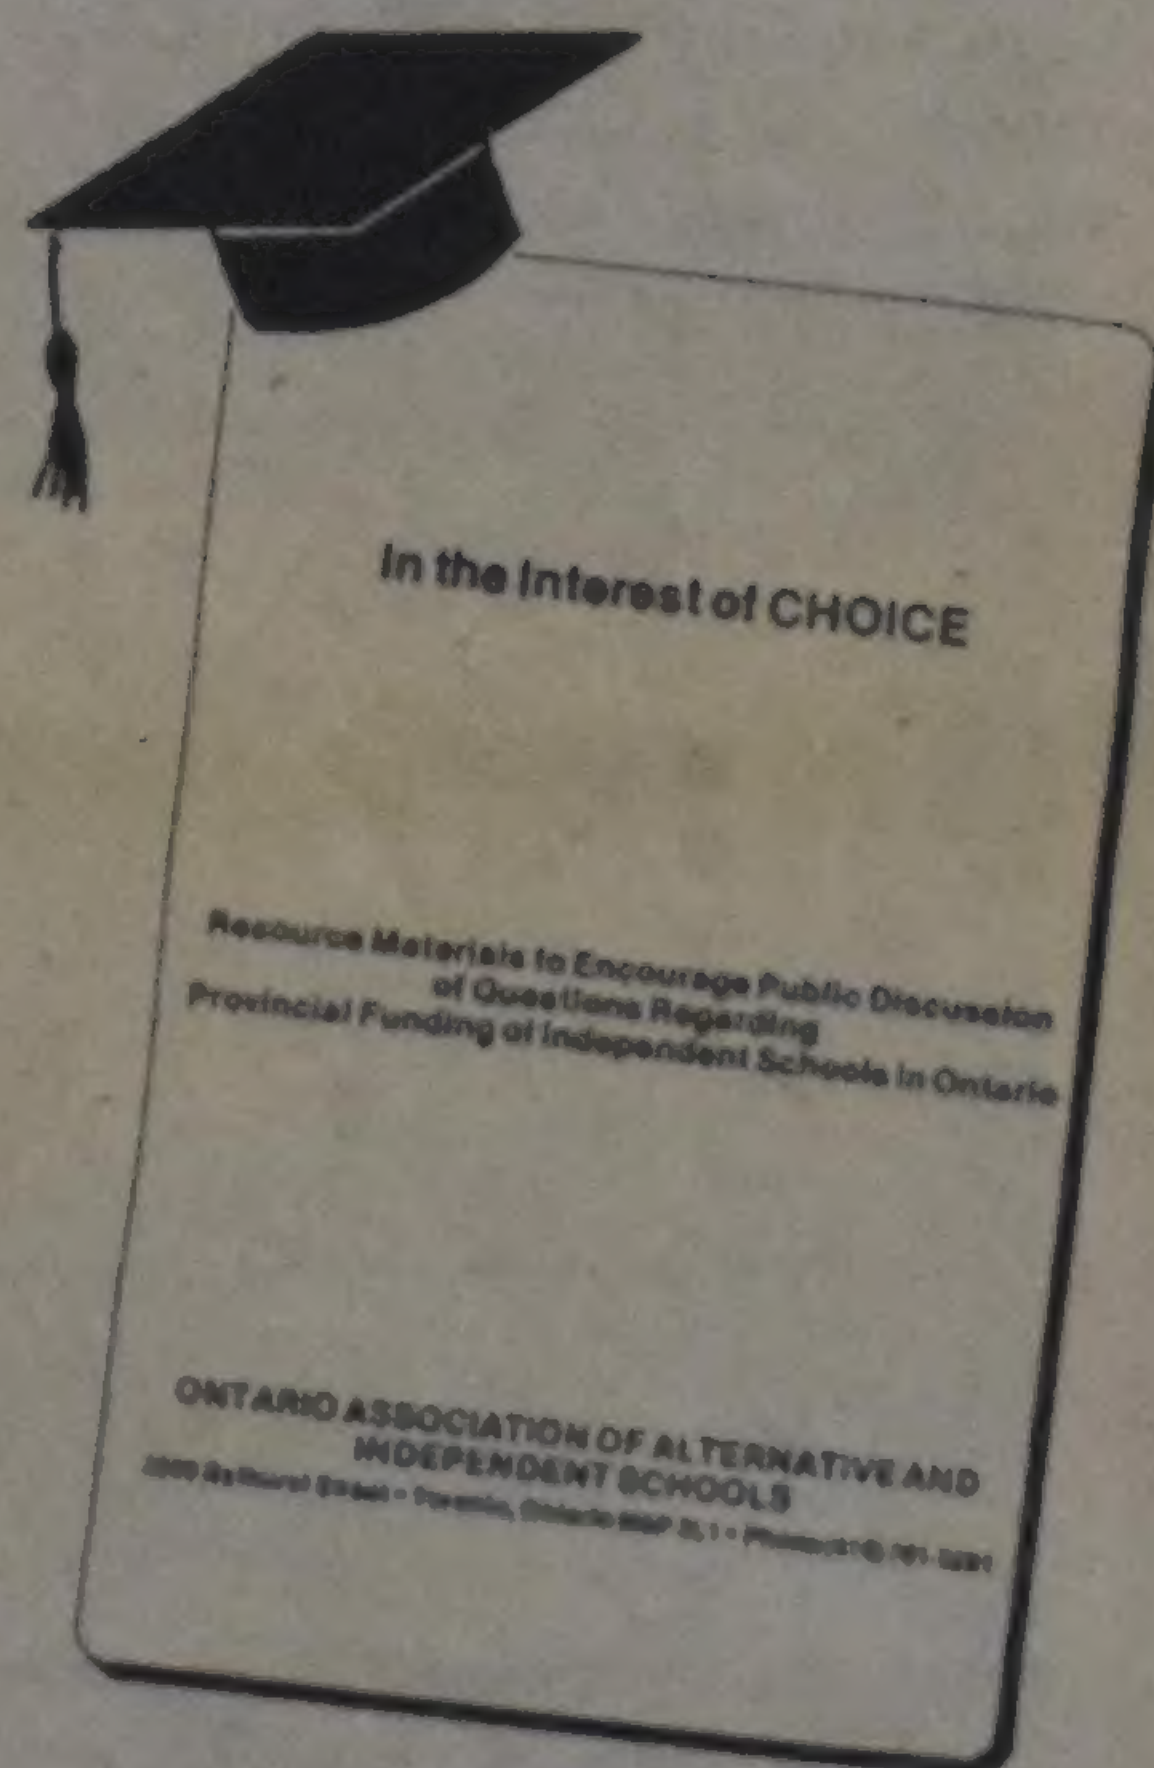 In the Interest of CHOICE
Resource Materials to Encourage Public Discussion
of Questions Regarding
Provincial Funding of Independent Schools in Ontario
ONTARIO ASSOCIATION OF ALTERNATIVE AND
INDEPENDENT SCHOOLS
Bathurst Street • Toronto, Ontario